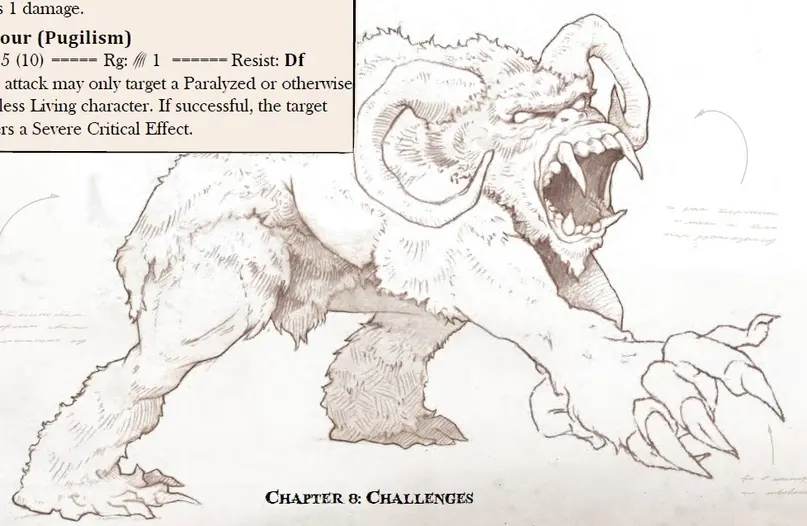 s 1 damage.
our (Pugilism)
5 (10) ===== Rg: 1 ====== Resist: Df
attack may only target a Paralyzed or otherwise
less Living character. If successful, the target
rs a Severe Critical Effect.
CHAPTER 8: CHALLENGES